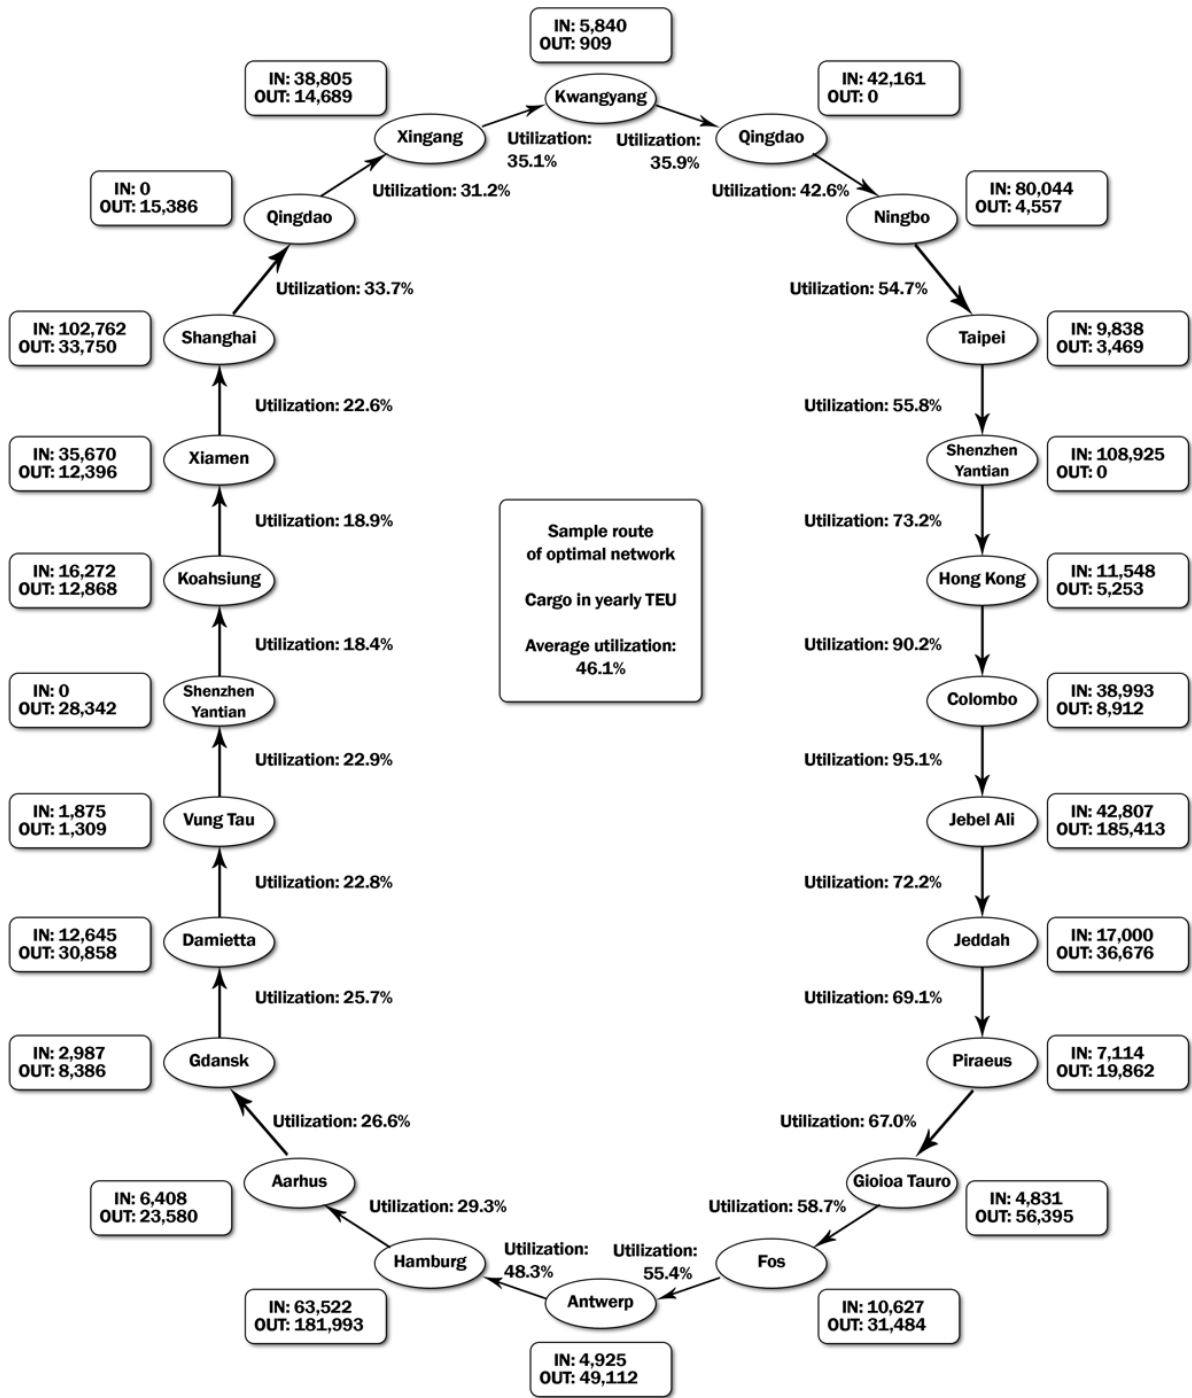 IN: 5,840
OUT: 909
Kwangyang
IN: 38,805
OUT: 14,689
Xingang
Utilization:
35.1%
Utilization:
35.9%
IN: 42,161
OUT: 0
Qingdao
Utilization: 31.2%
Utilization: 42.6%
IN: 0
OUT: 15,386
Qingdao
IN: 80,044
OUT: 4,557
Ningbo
Utilization: 33.7%
Utilization: 54.7%
IN: 102,762
OUT: 33,750
Shanghai
Taipei
IN: 9,838
OUT: 3,469
Utilization: 22.6%
Utilization: 55.8%
IN: 35,670
OUT: 12,396
Xiamen
Shenzhen
Yantian
IN: 108,925
OUT: 0
Utilization: 18.9%
Utilization: 73.2%
Sample route
of optimal network
Cargo in yearly TEU
Average utilization:
46.1%
IN: 16,272
OUT: 12,868
Koahsiung
Hong Kong
IN: 11,548
OUT: 5,253
Utilization: 18.4%
Utilization: 90.2%
IN: 0
OUT: 28,342
Shenzhen
Yantian
Colombo
IN: 38,993
OUT: 8,912
Utilization: 22.9%
Utilization: 95.1%
IN: 1,875
OUT: 1,309
Vung Tau
Jebel Ali
IN: 42,807
OUT: 185,413
Utilization: 22.8%
Utilization: 72.2%
IN: 12,645
OUT: 30,858
Damietta
Jeddah
IN: 17,000
OUT: 36,676
Utilization: 25.7%
Utilization: 69.1%
IN: 2,987
OUT: 8,386
Gdansk
Piraeus
IN: 7,114
OUT: 19,862
Utilization: 26.6%
Utilization: 67.0%
Aarhus
IN: 6,408
OUT: 23,580
Gioioa Tauro
IN: 4,831
OUT: 56,395
Utilization: 29.3%
Utilization: 58.7%
Hamburg
IN: 63,522
OUT: 181,993
Utilization:
48.3%
Utilization:
55.4%
Fos
IN: 10,627
OUT: 31,484
Antwerp
IN: 4,925
OUT: 49,112